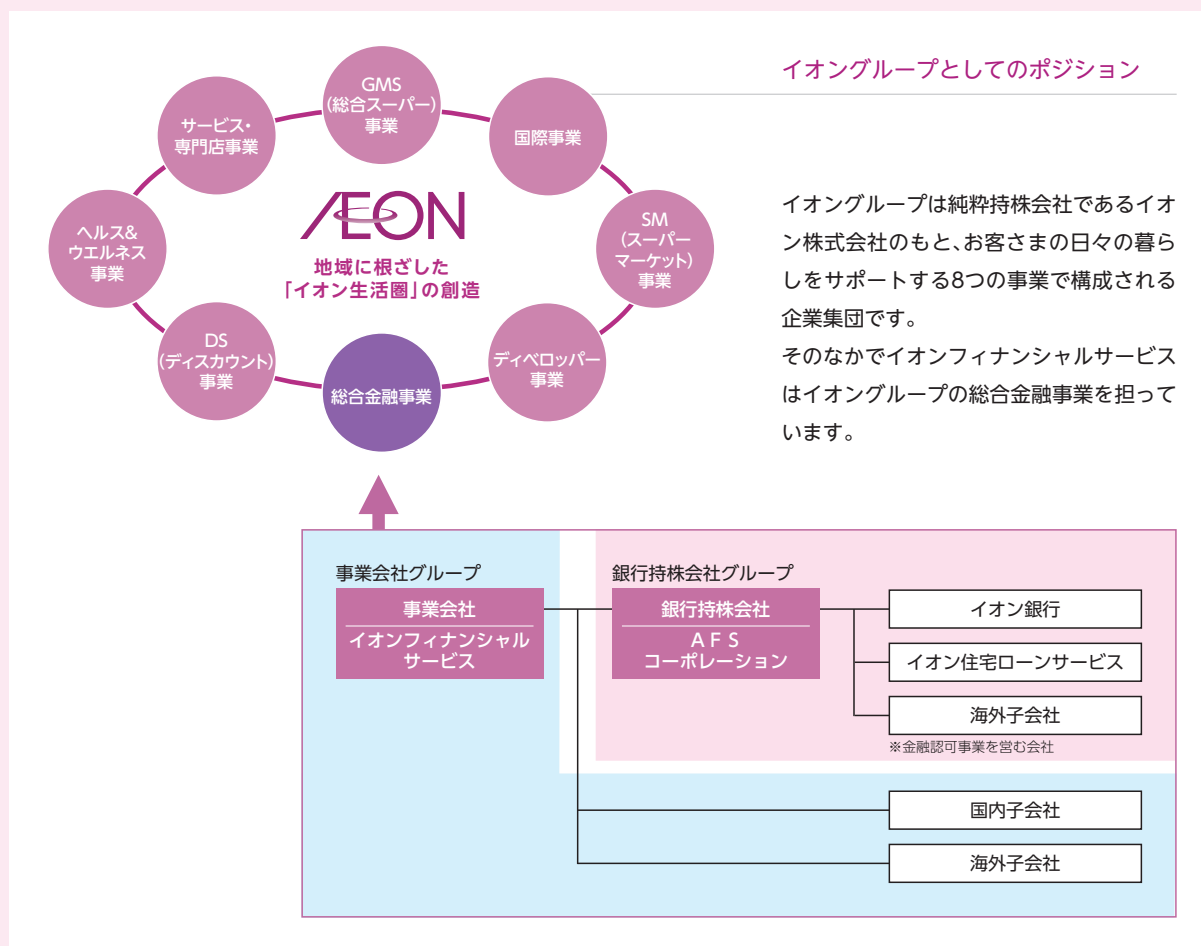 イオングループとしてのポジション
GMS
(総合スーパー)
事業
国際事業
SM
(スーパー
マーケット)
事業
ディベロッパー
事業
総合金融事業
DS
(ディスカウント)
事業
ヘルス&
ウエルネス
事業
サービス・
専門店事業
ÆON
地域に根ざした
「イオン生活圏」の創造
イオングループは純粋持株会社であるイオ
ン株式会社のもと、お客さまの日々の暮ら
しをサポートする8つの事業で構成される
企業集団です。
そのなかでイオンフィナンシャルサービス
はイオングループの総合金融事業を担って
います。
事業会社グループ
事業会社
イオンフィナンシャル
サービス
銀行持株会社グループ
銀行持株会社
AFS
コーポレーション
イオン銀行
イオン住宅ローンサービス
海外子会社
※金融認可事業を営む会社
国内子会社
海外子会社